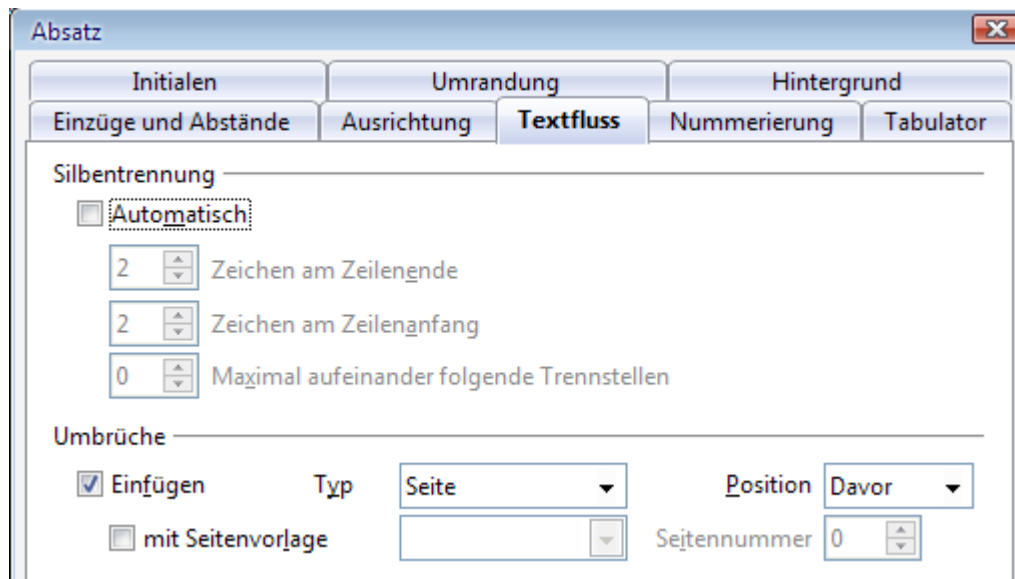 Absatz
Initialen Umrandung Hintergrund
Einzüge und Abstände Ausrichtung Textfluss Nummerierung Tabulator
Silbentrennung
Automatisch
2 Zeichen am Zeilenende
2 Zeichen am Zeilenanfang
0 Maximal aufeinander folgende Trennstellen
Umbrüche
Einfügen Typ Seite Position Davor
mit Seitenvorlage Seitennummer 0